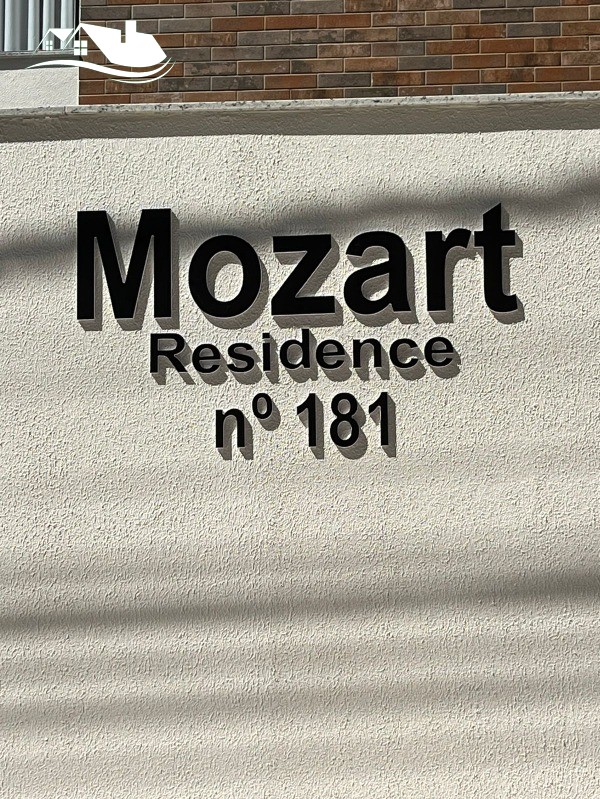 Mozart
Residence
nº 181